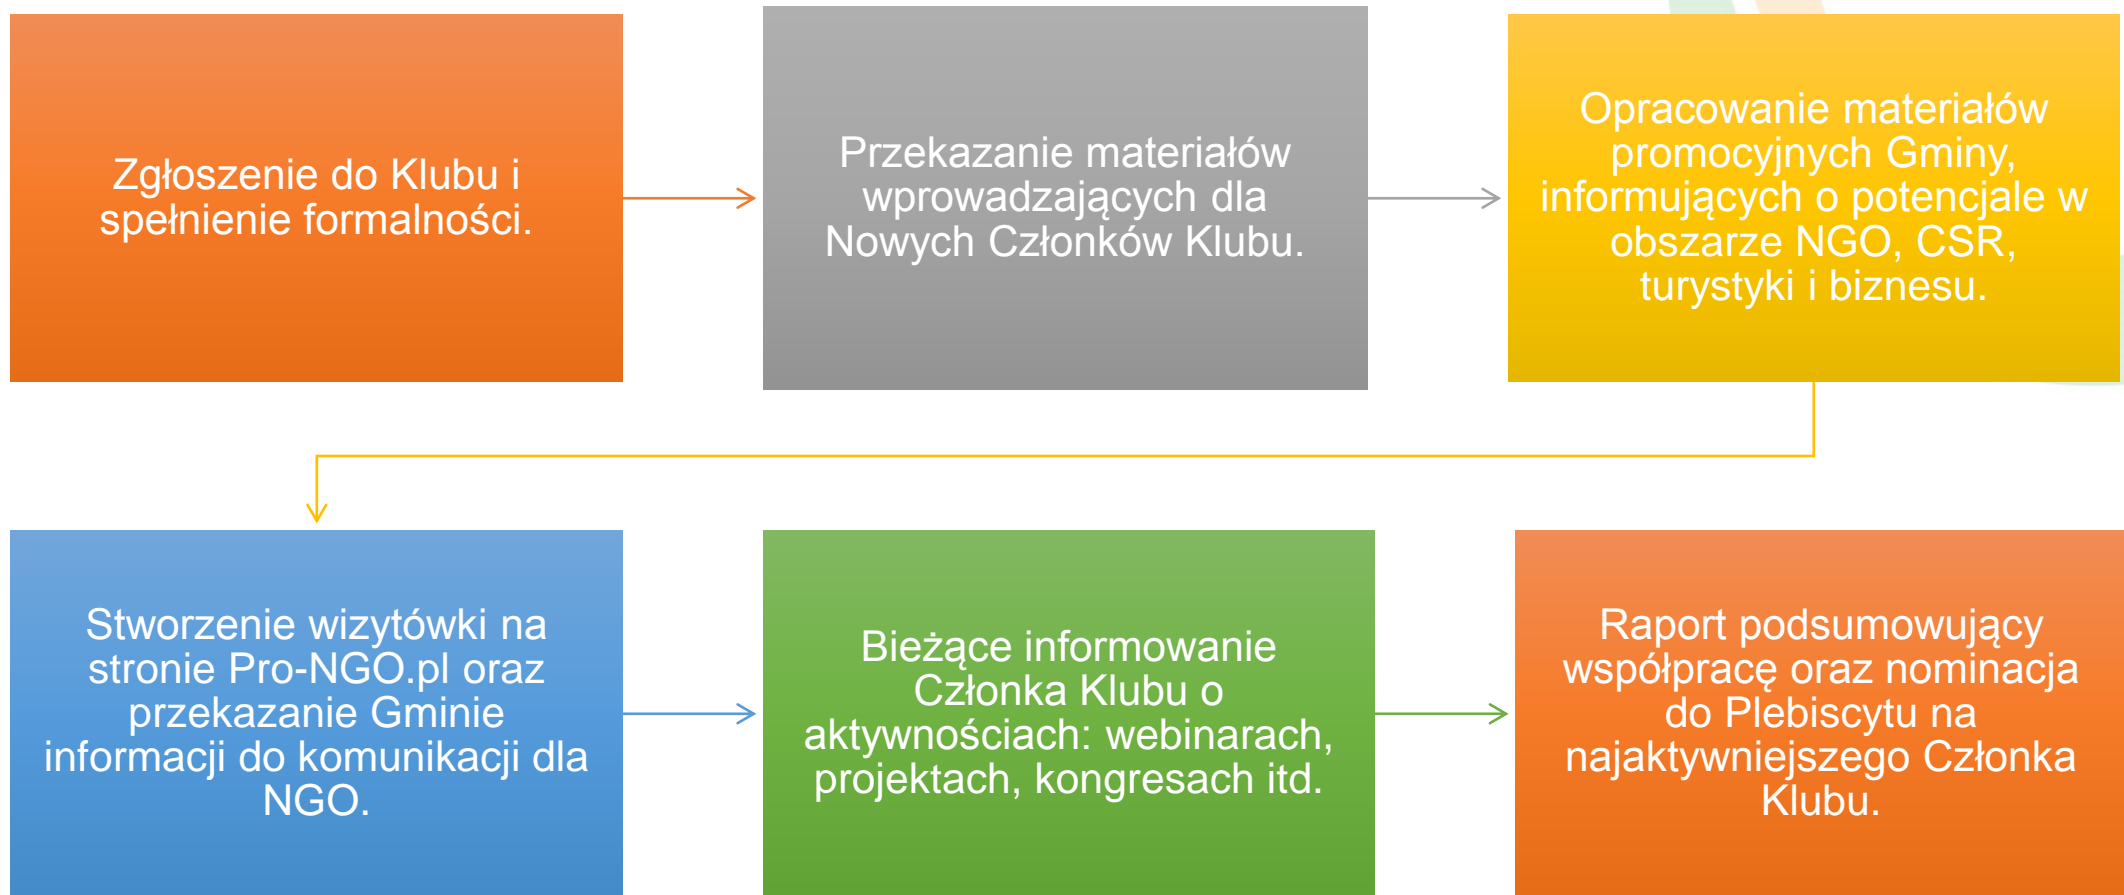 Zgłoszenie do Klubu i
spełnienie formalności.
Przekazanie materiałów
wprowadzających dla
Nowych Członków Klubu.
Opracowanie materiałów
promocyjnych Gminy,
informujących o potencjale w
obszarze NGO, CSR,
turystyki i biznesu.
Stworzenie wizytówki na
stronie Pro-NGO.pl oraz
przekazanie Gminie
informacji do komunikacji dla
NGO.
Bieżące informowanie
Członka Klubu o
aktywnościach: webinarach,
projektach, kongresach itd.
Raport podsumowujący
współpracę oraz nominacja
do Plebiscytu na
najaktywniejszego Członka
Klubu.